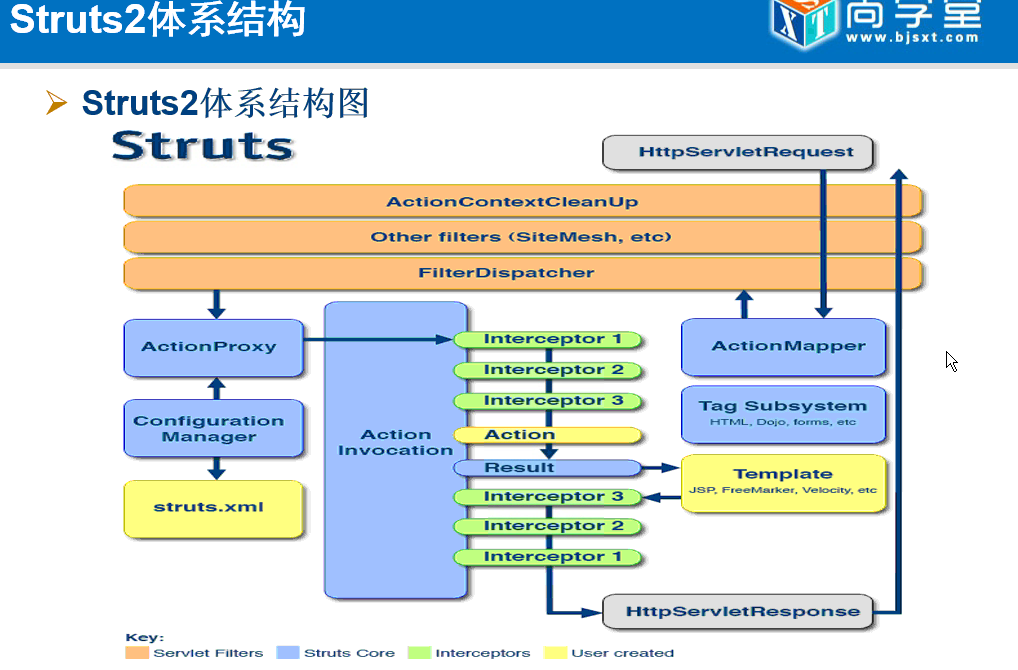 Struts2体系结构
尚学堂
www.bjsxt.com
Struts2体系结构图
Struts
HttpServletRequest
ActionContextCleanUp
Other filters (SiteMesh, etc)
FilterDispatcher
ActionProxy
Configuration
Manager
struts.xml
Action
Invocation
Interceptor 1
Interceptor 2
Interceptor 3
Action
Result
Interceptor 3
Interceptor 2
Interceptor 1
ActionMapper
Tag Subsystem
HTML, Dojo, forms, etc
Template
JSP, FreeMarker, Velocity, etc
HttpServletResponse
Key:
Servlet Filters
Struts Core
Interceptors
User created